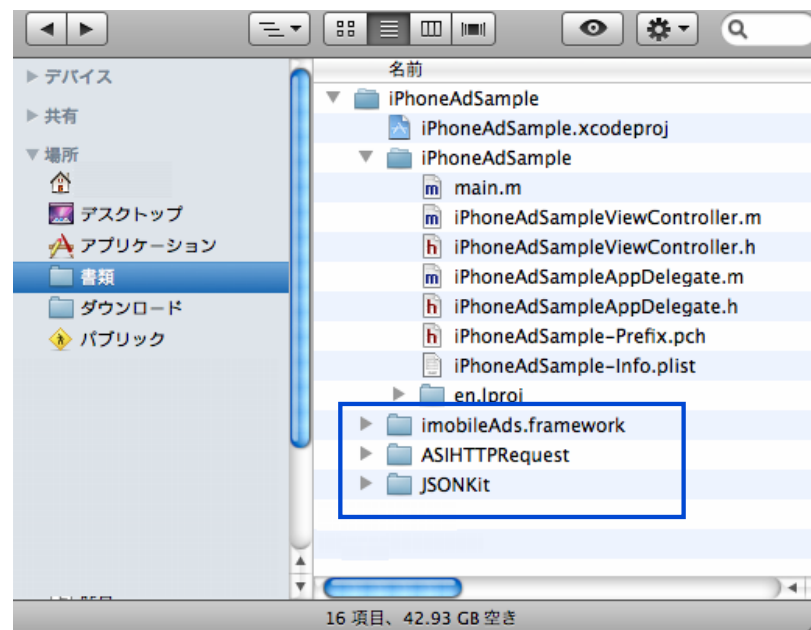 名前
デバイス
共有
場所
デスクトップ
アプリケーション
書類
ダウンロード
パブリック
iPhoneAdSample
iPhoneAdSample.xcodeproj
iPhoneAdSample
main.m
iPhoneAdSampleViewController.m
iPhoneAdSampleViewController.h
iPhoneAdSampleAppDelegate.m
iPhoneAdSampleAppDelegate.h
iPhoneAdSample-Prefix.pch
iPhoneAdSample-Info.plist
en.lproj
imobileAds.framework
ASIHTTPRequest
JSONKit
16 項目、42.93 GB 空き